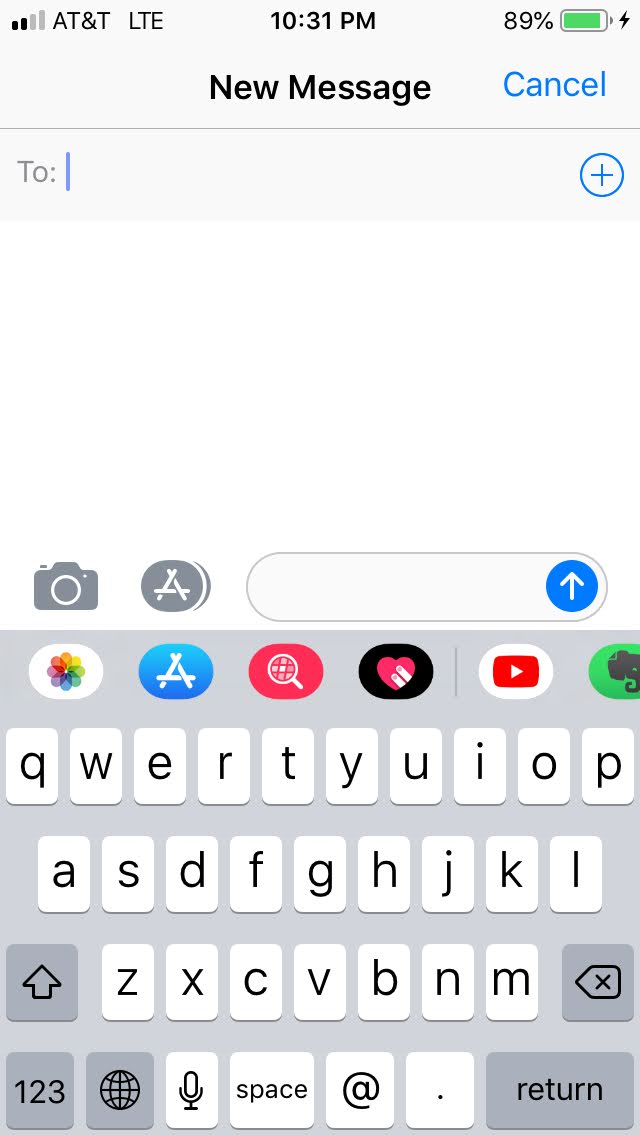 AT&T LTE 10:31 PM 89%
New Message Cancel
To:
q w e r t y u i o p
a s d f g h j k l
z x c v b n m
123 space @ . return